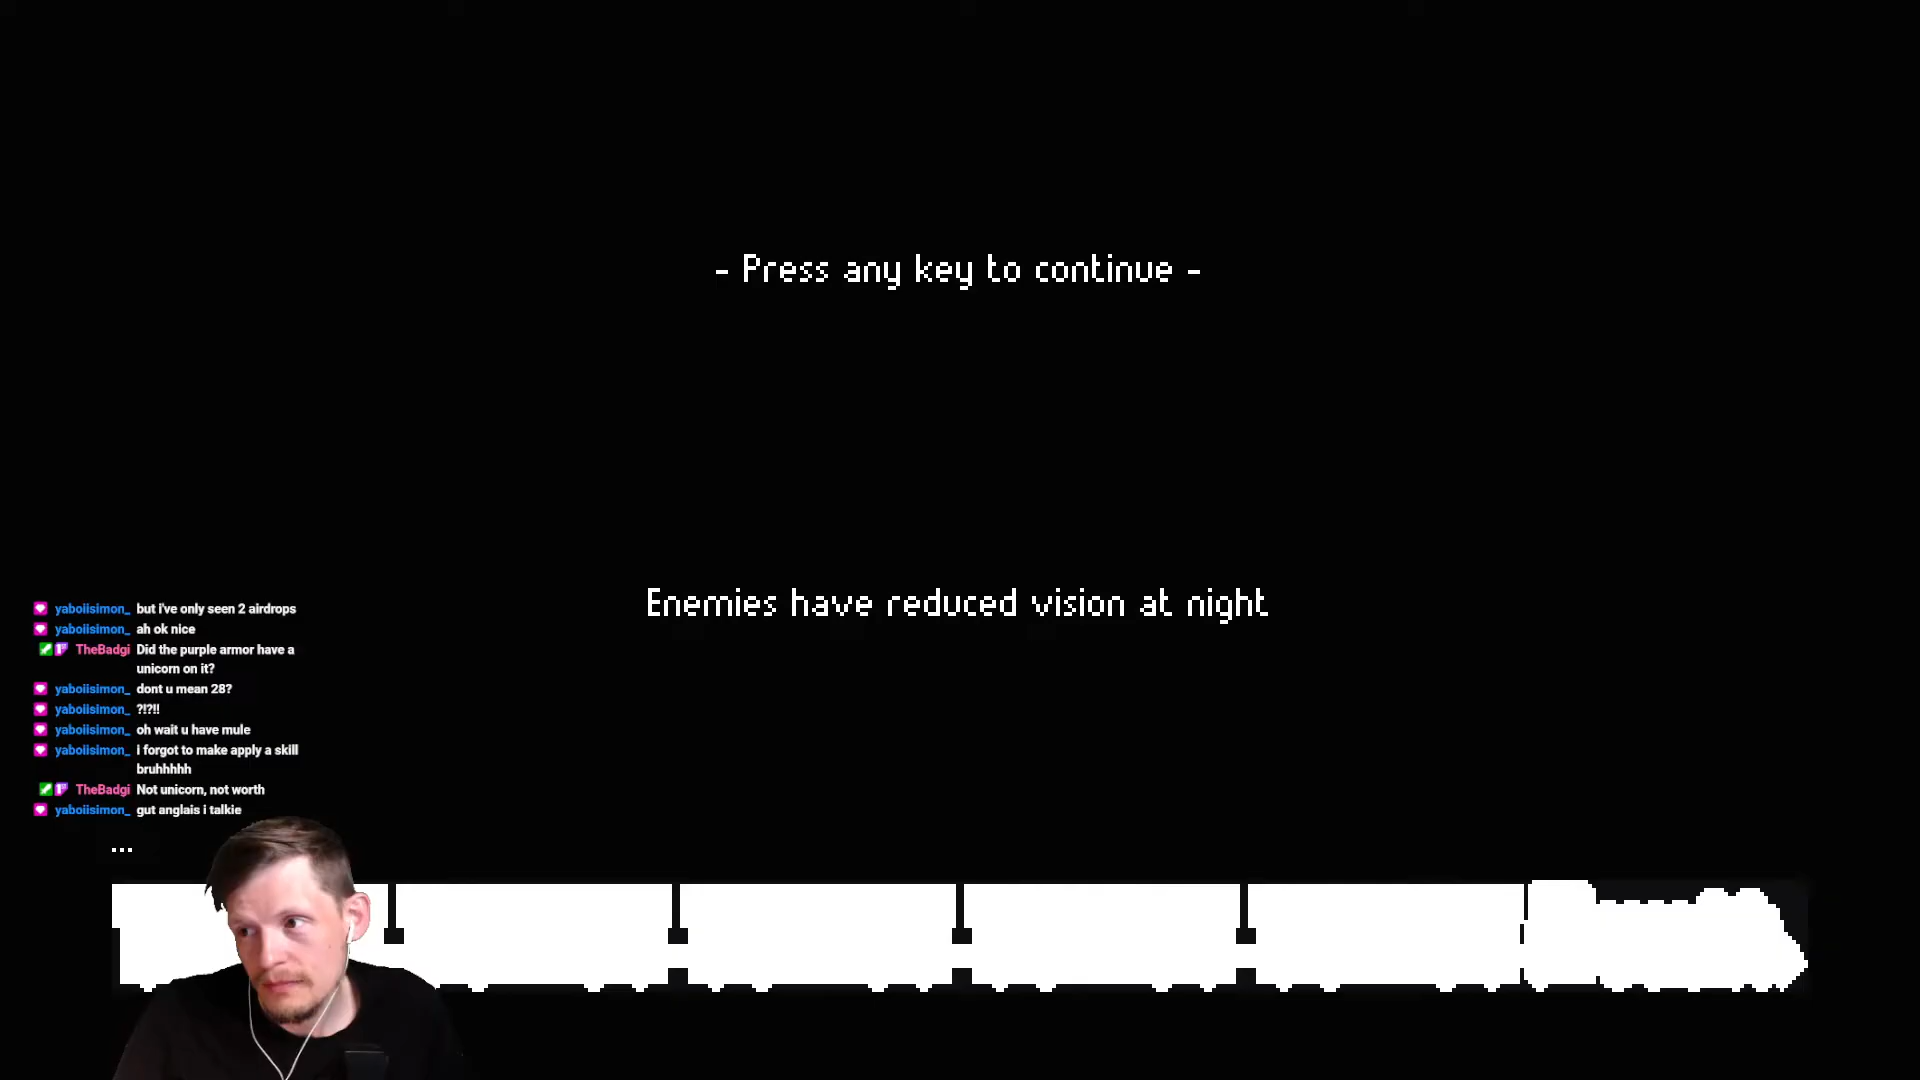 - Press any key to continue -
Enemies have reduced vision at night
yaboiisimon_ but i've only seen 2 airdrops
yaboiisimon_ ah ok nice
TheBadgi Did the purple armor have a
unicorn on it?
yaboiisimon_ dont u mean 28?
yaboiisimon_ ?!?!!
yaboiisimon_ oh wait u have mule
yaboiisimon_ i forgot to make apply a skill
bruhhhhh
TheBadgi Not unicorn, not worth
yaboiisimon_ gut anglais i talkie
...